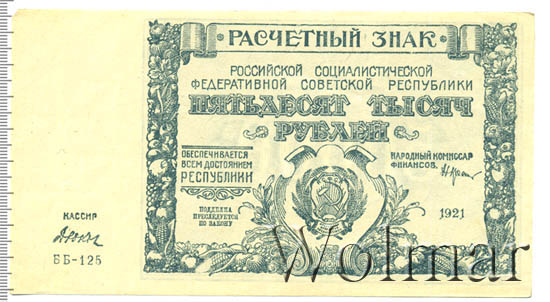 РАСЧЕТНЫЙ ЗНАК
РОССИЙСКОЙ СОЦИАЛИСТИЧЕСКОЙ
ФЕДЕРАТИВНОЙ СОВЕТСКОЙ РЕСПУБЛИКИ
ПЯТЬДЕСЯТ ТЫСЯЧ
РУБЛЕЙ
ОБЕСПЕЧИВАЕТСЯ
ВСЕМ ДОСТОЯНИЕМ
РЕСПУБЛИКИ
НАРОДНЫЙ КОМИССАР
ФИНАНСОВ.
ПОДДЕЛКА
ПРЕСЛЕДУЕТСЯ
ПО ЗАКОНУ
1921
КАССИР
ББ-125
Wolmar